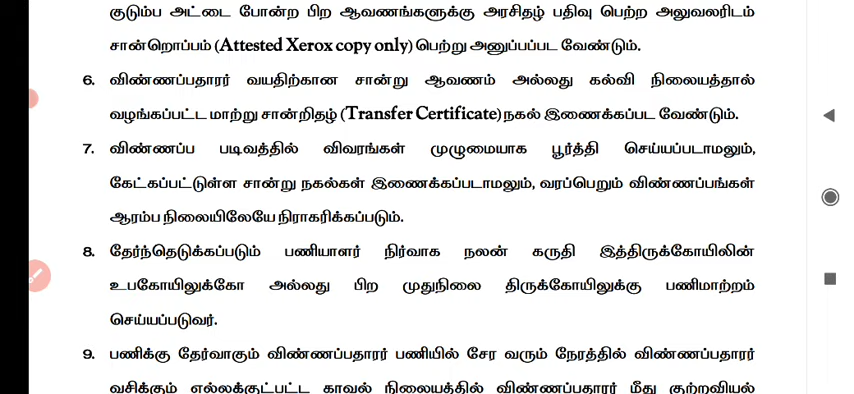 குடும்ப அட்டை போன்ற பிற ஆவணங்களுக்கு அரசிதழ் பதிவு பெற்ற அலுவலரிடம்
சான்றொப்பம் (Attested Xerox copy only) பெற்று அனுப்பப்பட வேண்டும்.
6. விண்ணப்பதாரர் வயதிற்கான சான்று ஆவணம் அல்லது கல்வி நிலையத்தால்
வழங்கப்பட்ட மாற்று சான்றிதழ் (Transfer Certificate) நகல் இணைக்கப்பட வேண்டும்.
7. விண்ணப்ப படிவத்தில் விவரங்கள் முழுமையாக பூர்த்தி செய்யப்படாமலும்,
கேட்கப்பட்டுள்ள சான்று நகல்கள் இணைக்கப்படாமலும், வரப்பெறும் விண்ணப்பங்கள்
ஆரம்ப நிலையிலேயே நிராகரிக்கப்படும்.
8. தேர்ந்தெடுக்கப்படும் பணியாளர் நிர்வாக நலன் கருதி இத்திருக்கோயிலின்
உபகோயிலுக்கோ அல்லது பிற முதுநிலை திருக்கோயிலுக்கு பணிமாற்றம்
செய்யப்படுவர்.
9. பணிக்கு தேர்வாகும் விண்ணப்பதாரர் பணியில் சேர வரும் நேரத்தில் விண்ணப்பதாரர்
வசிக்கும் எல்லக்குட்பட்ட காவல் நிலையத்தில் விண்ணப்பதாரர் மீது குற்றவியல்